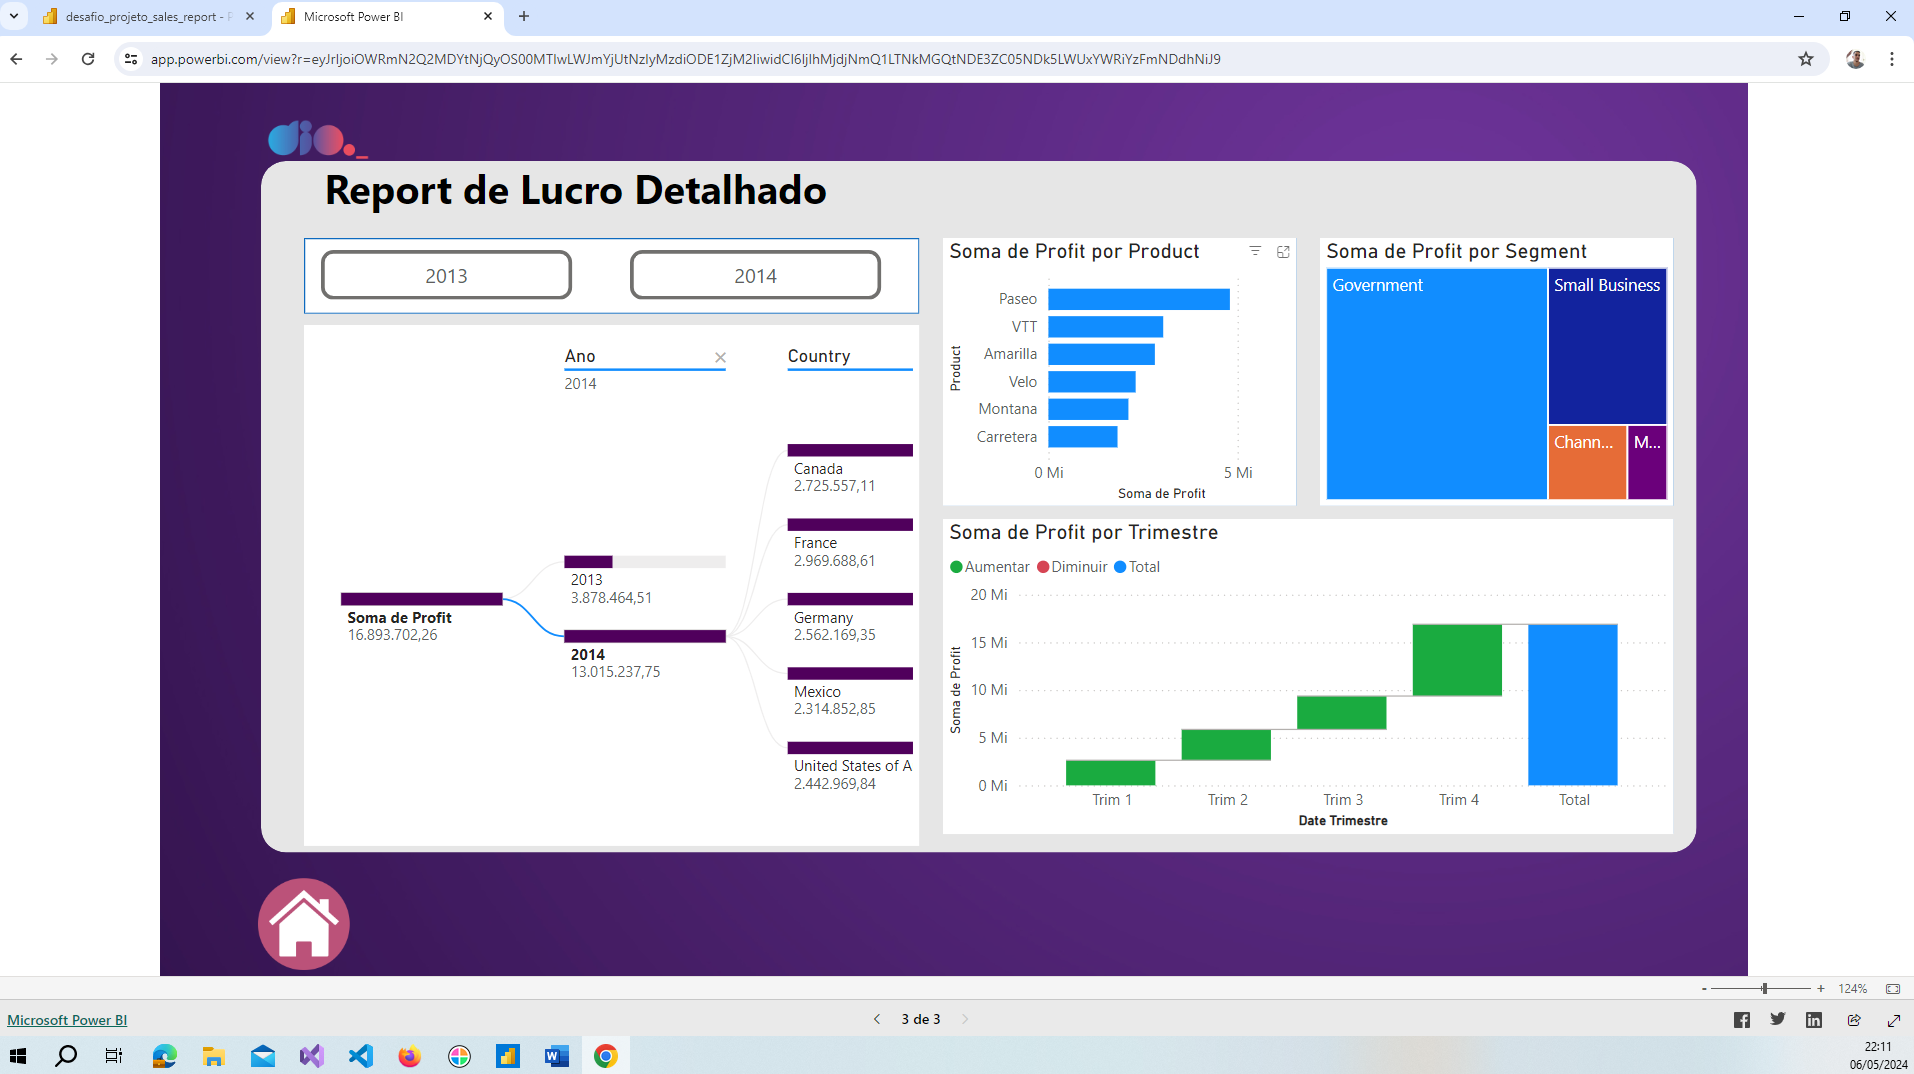 desafio_projeto_sales_report -
Microsoft Power BI
app.powerbi.com/view?r=eyJrIjoiOWRmN2Q2MDYtNjQyOS00MTIwLWJmYjUtNzIyMzdiODE1ZjM2IiwidCI6IjlhMjdjNmQ1LTNkMGQtNDE3ZC05NDk5LWUxYWRiYzFmNDdhNiJ9
dio._
Report de Lucro Detalhado
2013
2014
Ano
2014
Country
Soma de Profit
16.893.702,26
2013
3.878.464,51
2014
13.015.237,75
Canada
2.725.557,11
France
2.969.688,61
Germany
2.562.169,35
Mexico
2.314.852,85
United States of A
2.442.969,84
Soma de Profit por Product
Product
Paseo
VTT
Amarilla
Velo
Montana
Carretera
0 Mi
5 Mi
Soma de Profit
Soma de Profit por Segment
Government
Small Business
Chann...
M...
Soma de Profit por Trimestre
Aumentar
Diminuir
Total
Soma de Profit
20 Mi
15 Mi
10 Mi
5 Mi
0 Mi
Trim 1
Trim 2
Trim 3
Trim 4
Total
Date Trimestre
- + 124%
Microsoft Power BI
3 de 3
22:11
06/05/2024